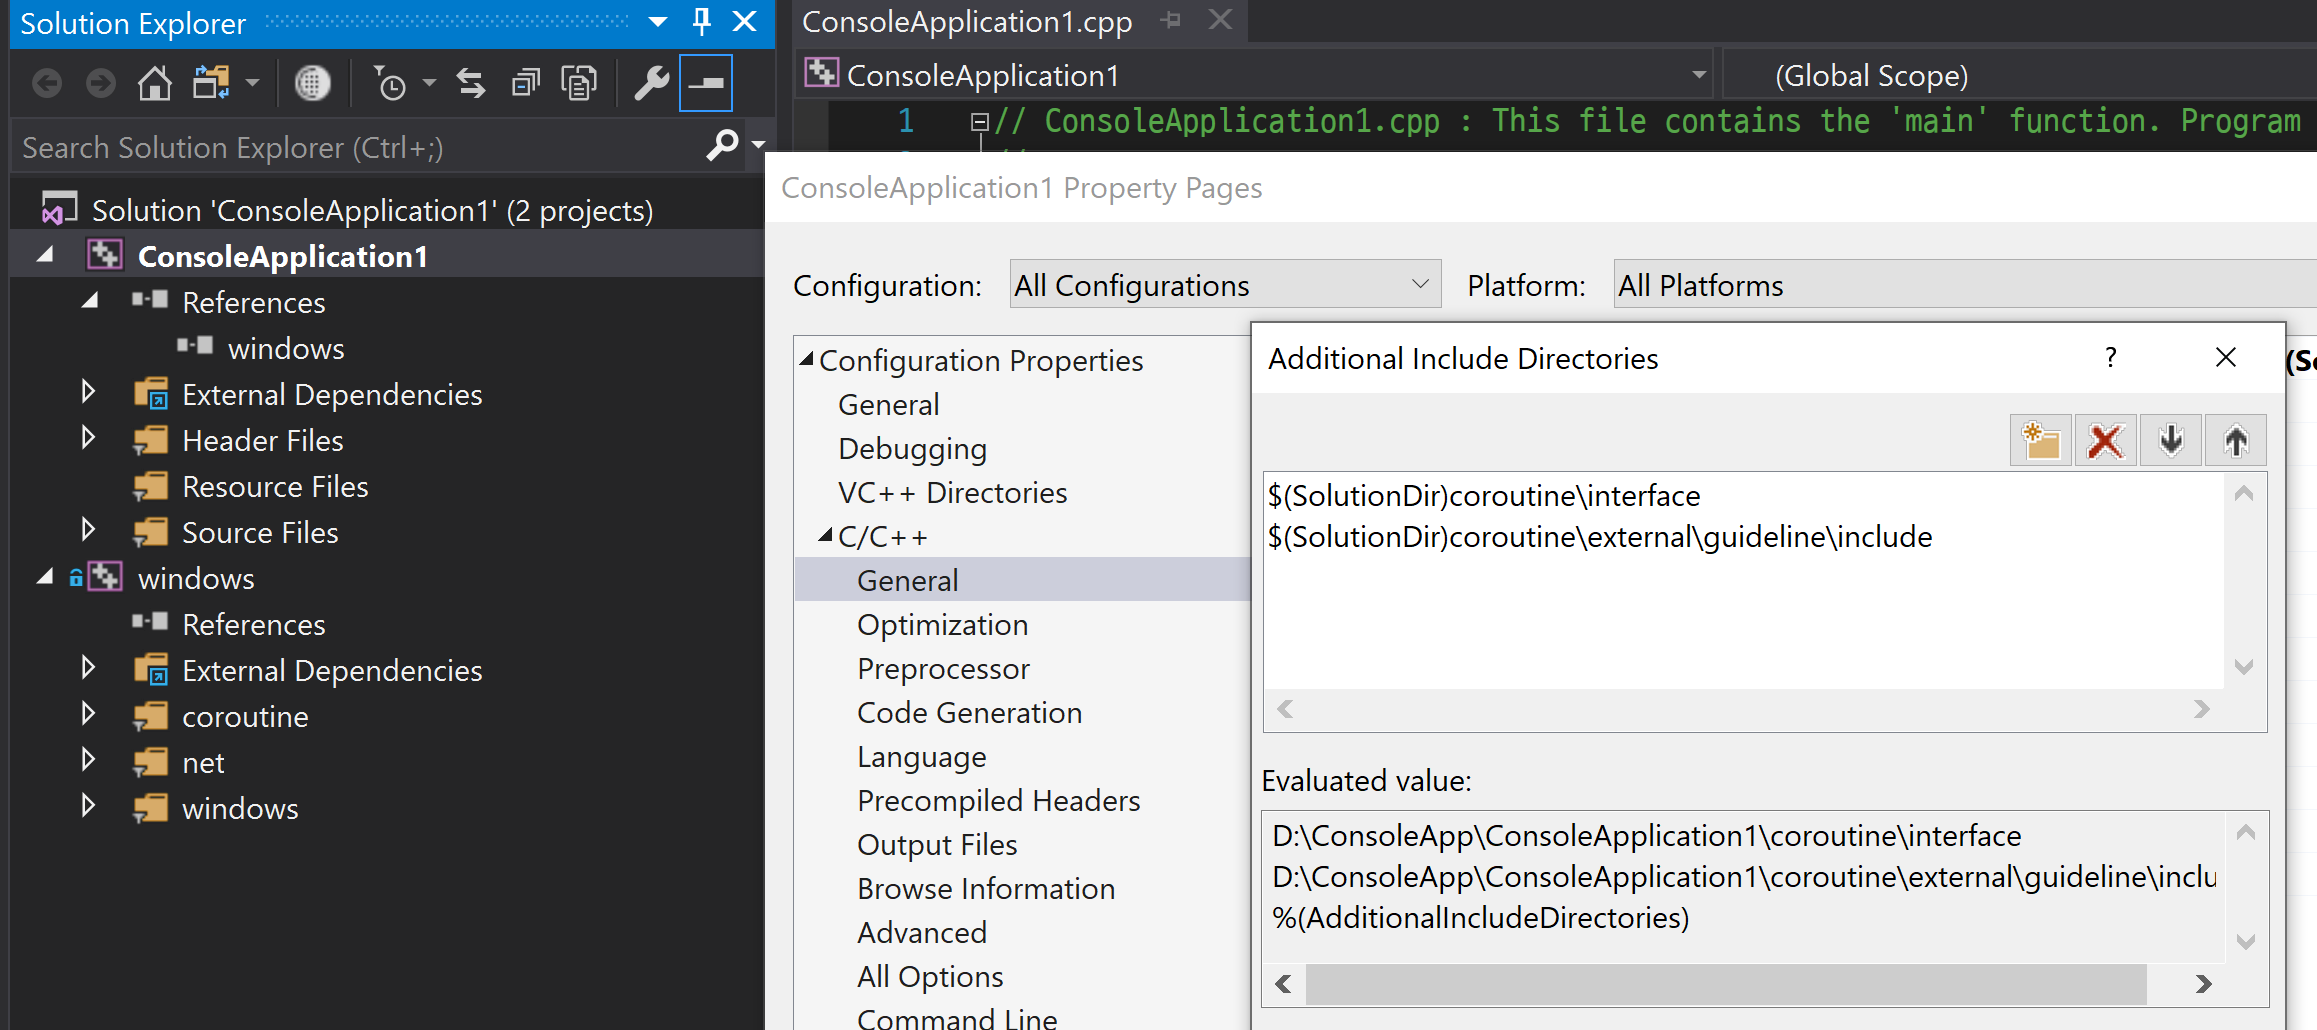 Solution Explorer
Search Solution Explorer (Ctrl+;)
Solution 'ConsoleApplication1' (2 projects)
ConsoleApplication1
References
windows
External Dependencies
Header Files
Resource Files
Source Files
windows
References
External Dependencies
coroutine
net
windows
ConsoleApplication1.cpp
ConsoleApplication1
(Global Scope)
1
// ConsoleApplication1.cpp : This file contains the 'main' function. Program
ConsoleApplication1 Property Pages
Configuration: All Configurations Platform: All Platforms
Configuration Properties
General
Debugging
VC++ Directories
C/C++
General
Optimization
Preprocessor
Code Generation
Language
Precompiled Headers
Output Files
Browse Information
Advanced
All Options
Command Line
Additional Include Directories
?
$(SolutionDir)coroutine\interface
$(SolutionDir)coroutine\external\guideline\include
Evaluated value:
D:\ConsoleApp\ConsoleApplication1\coroutine\interface
D:\ConsoleApp\ConsoleApplication1\coroutine\external\guideline\inclu
%(AdditionalIncludeDirectories)